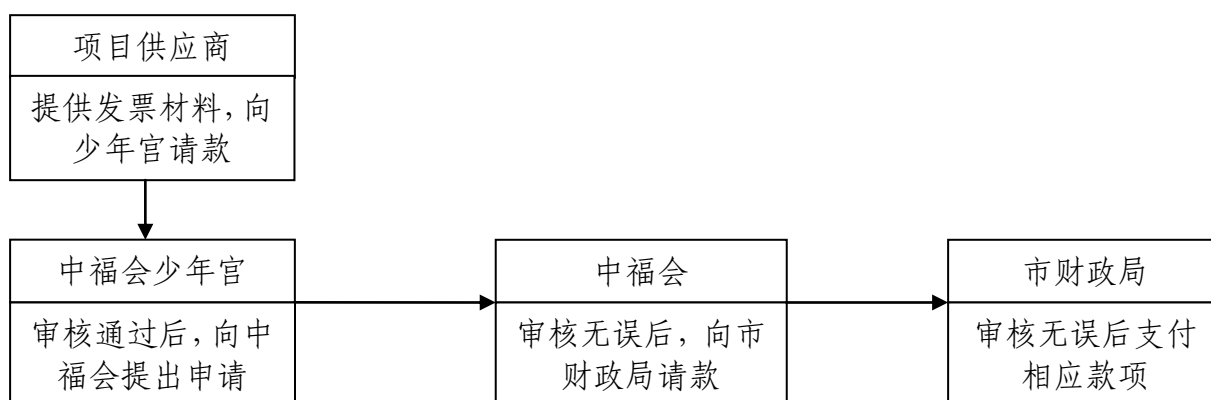 项目供应商
提供发票材料，向
少年宫请款
中福会少年宫
审核通过后，向中
福会提出申请
中福会
审核无误后，向市
财政局请款
市财政局
审核无误后支付
相应款项